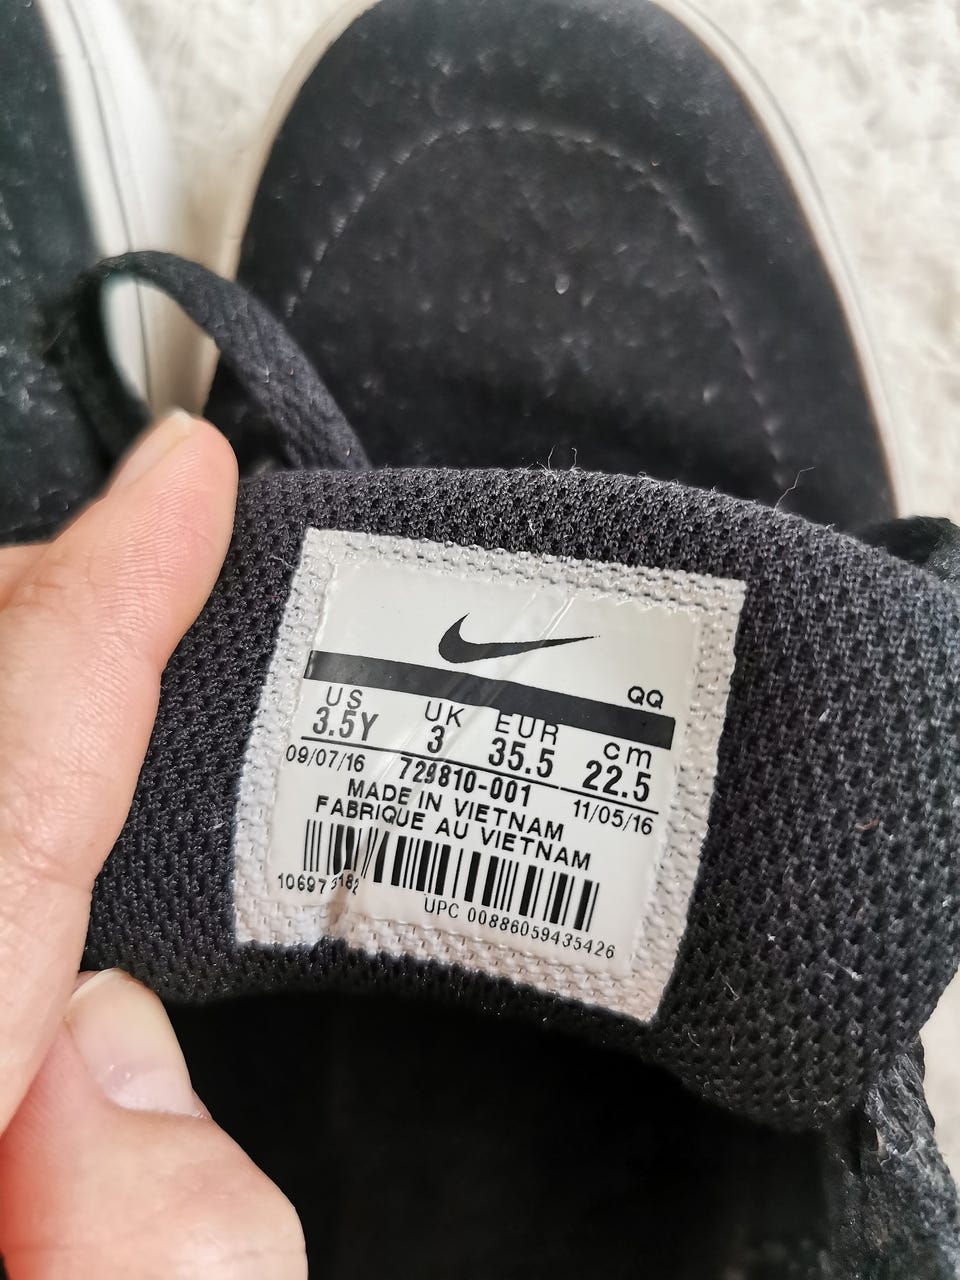 QQ
US UK EUR cm
3.5Y 3 35.5 22.5
09/07/16 729810-001 11/05/16
MADE IN VIETNAM
FABRIQUE AU VIETNAM
UPC 00886059435426